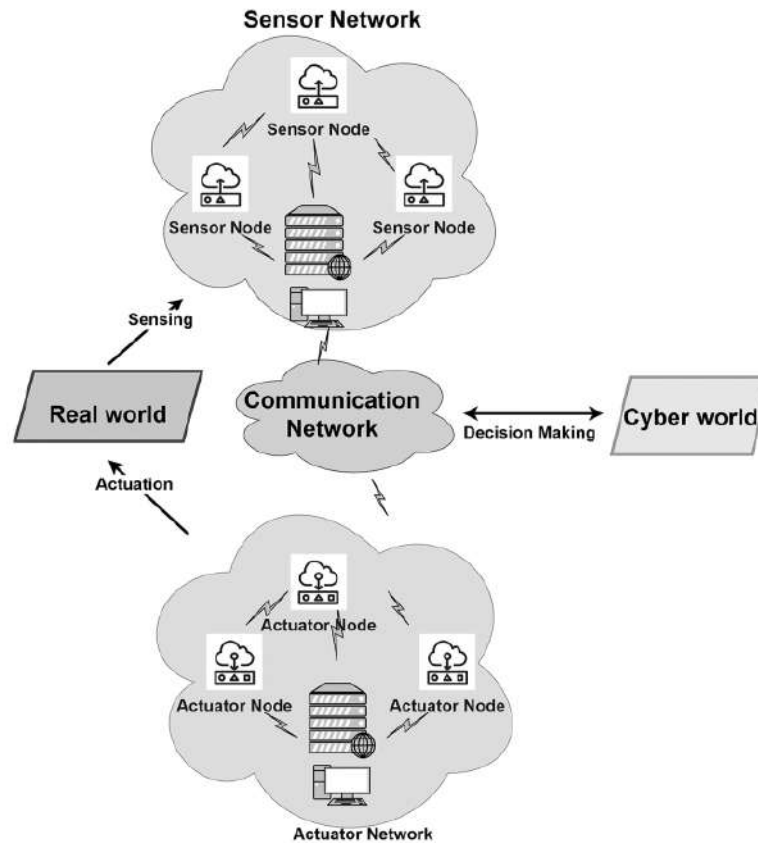 Sensor Network
Sensor Node
Sensor Node
Sensor Node
Sensing
Real world
Communication
Network
Decision Making
Cyber world
Actuation
Actuator Node
Actuator Node
Actuator Node
Actuator Network